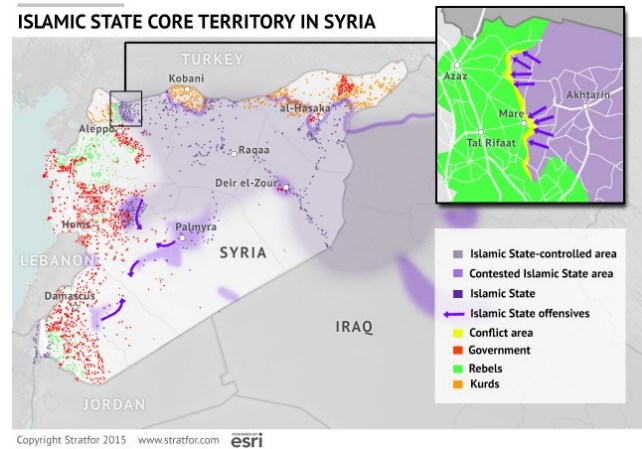 ISLAMIC STATE CORE TERRITORY IN SYRIA
TURKEY
Kobani
al-Hasaka
Aleppo
Raqaa
Deir el-Zour
Homs
Palmyra
SYRIA
LEBANON
Damascus
IRAQ
JORDAN
Azaz
Akhtarin
Mare
Tal Rifaat
Islamic State-controlled area
Contested Islamic State area
Islamic State
Islamic State offensives
Conflict area
Government
Rebels
Kurds
Copyright Stratfor 2015 www.stratfor.com
POWERED BY
esri